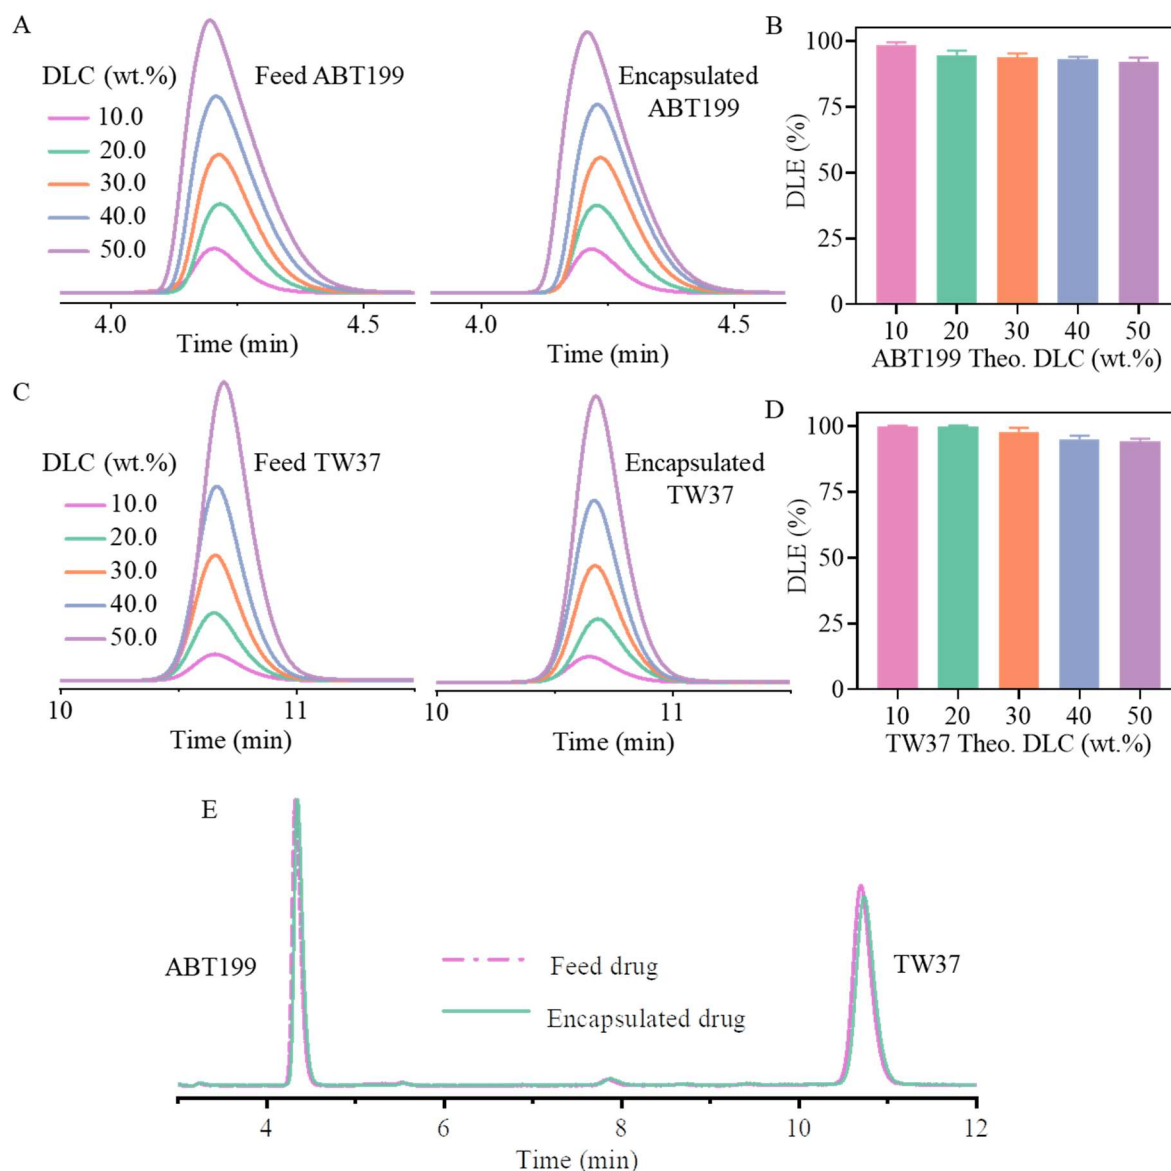 A
DLC (wt.%)
10.0
20.0
30.0
40.0
50.0
Feed ABT199
4.0
4.5
Time (min)
Encapsulated
ABT199
4.0
4.5
Time (min)
B
DLE (%)
100
75
50
25
0
10 20 30 40 50
ABT199 Theo. DLC (wt.%)
C
DLC (wt.%)
10.0
20.0
30.0
40.0
50.0
Feed TW37
10
11
Time (min)
Encapsulated
TW37
10
11
Time (min)
D
DLE (%)
100
75
50
25
0
10 20 30 40 50
TW37 Theo. DLC (wt.%)
E
ABT199
Feed drug
Encapsulated drug
TW37
4 6 8 10 12
Time (min)